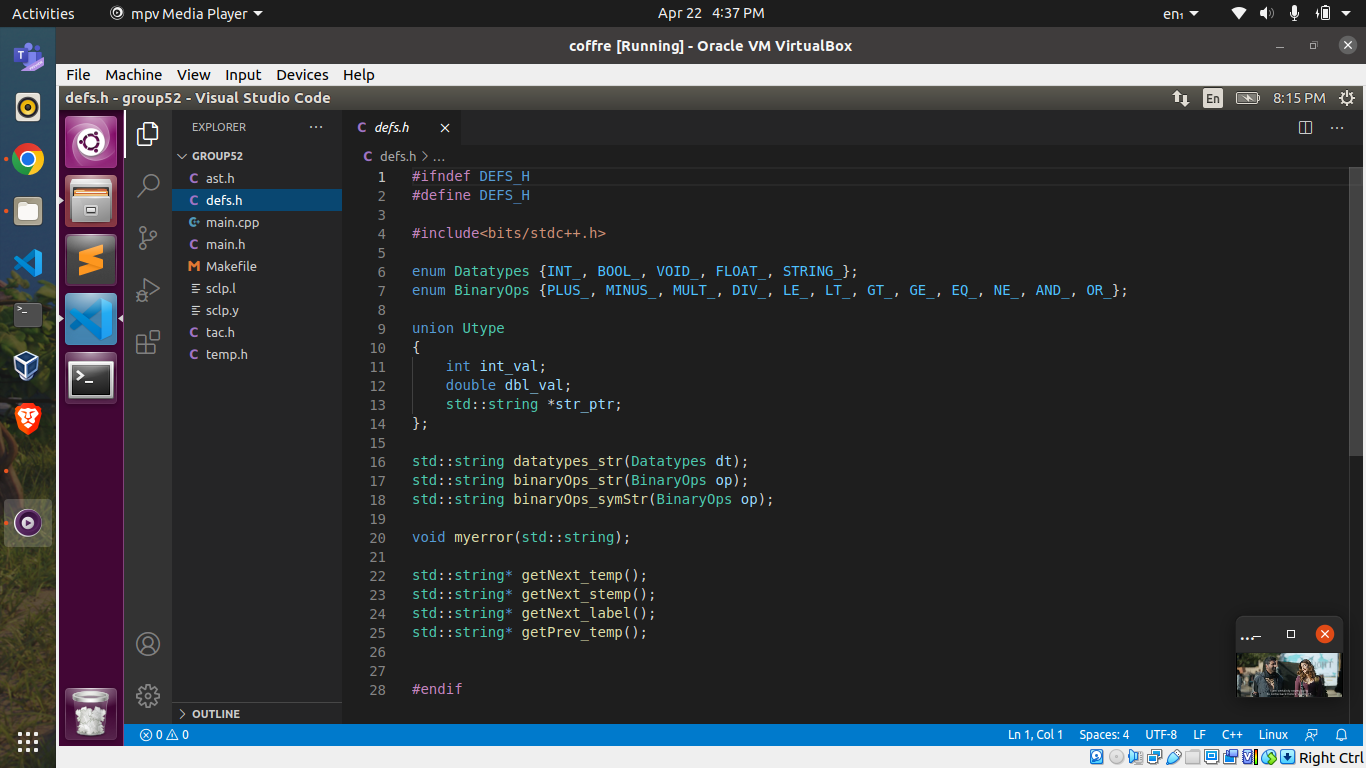 Activities
mpv Media Player
Apr 22 4:37 PM
en₁
coffre [Running] - Oracle VM VirtualBox
File Machine View Input Devices Help
defs.h - group52 - Visual Studio Code
En
8:15 PM
EXPLORER
GROUP52
C ast.h
C defs.h
main.cpp
C main.h
M Makefile
sclp.l
sclp.y
C tac.h
C temp.h
OUTLINE
C defs.h
C defs.h > ...
1 #ifndef DEFS_H
2 #define DEFS_H
3
4 #include<bits/stdc++.h>
5
6 enum Datatypes {INT_, BOOL_, VOID_, FLOAT_, STRING_};
7 enum BinaryOps {PLUS_, MINUS_, MULT_, DIV_, LE_, LT_, GT_, GE_, EQ_, NE_, AND_, OR_};
8
9 union Utype
10 {
11 int int_val;
12 double dbl_val;
13 std::string *str_ptr;
14 };
15
16 std::string datatypes_str(Datatypes dt);
17 std::string binaryOps_str(BinaryOps op);
18 std::string binaryOps_symStr(BinaryOps op);
19
20 void myerror(std::string);
21
22 std::string* getNext_temp();
23 std::string* getNext_stemp();
24 std::string* getNext_label();
25 std::string* getPrev_temp();
26
27
28 #endif
...
0 0
Ln 1, Col 1
Spaces: 4
UTF-8
LF
C++
Linux
Right Ctrl